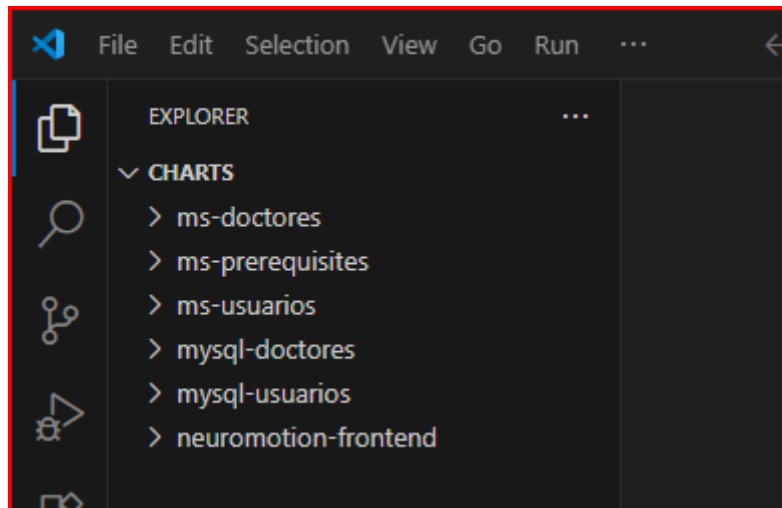 File Edit Selection View Go Run ...
EXPLORER ...
CHARTS
ms-doctores
ms-prerequisites
ms-usuarios
mysql-doctores
mysql-usuarios
neuromotion-frontend